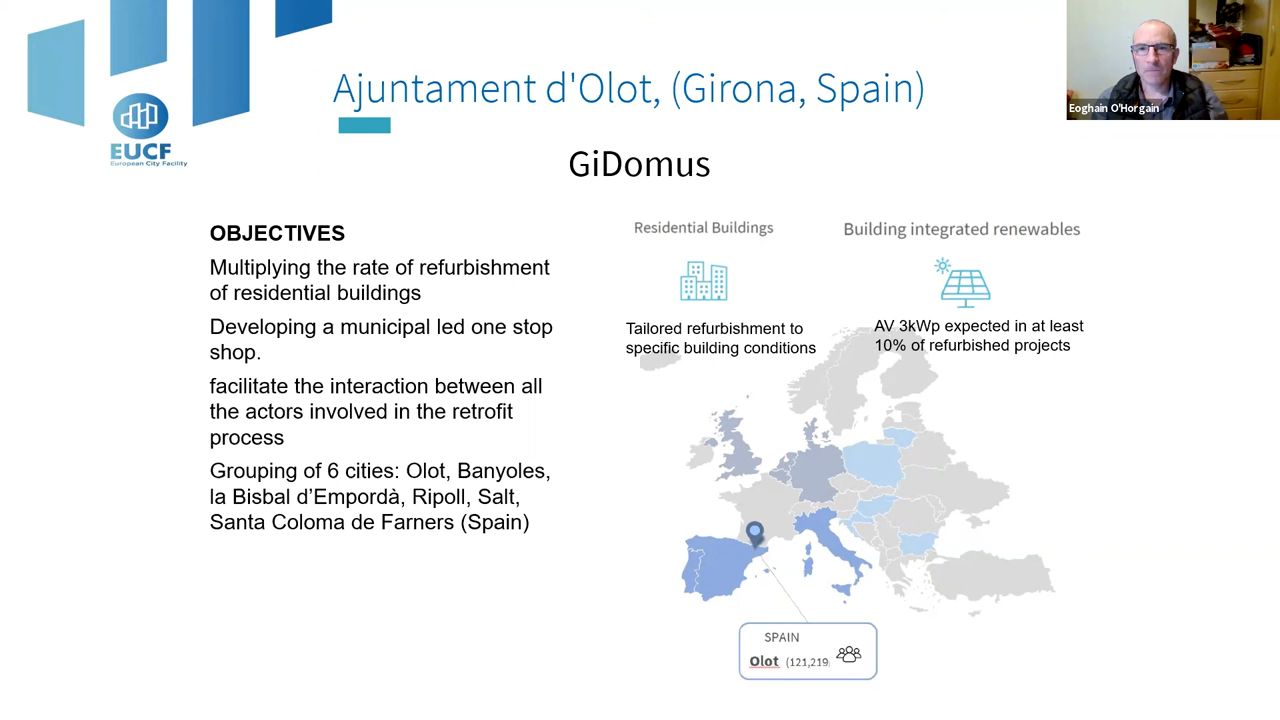 Ajuntament d'Olot, (Girona, Spain)
Eoghain O'Horgain
EUCF
European City Facility
GiDomus
OBJECTIVES
Multiplying the rate of refurbishment
of residential buildings
Developing a municipal led one stop
shop.
facilitate the interaction between all
the actors involved in the retrofit
process
Grouping of 6 cities: Olot, Banyoles,
la Bisbal d’Empordà, Ripoll, Salt,
Santa Coloma de Farners (Spain)
Residential Buildings
Tailored refurbishment to
specific building conditions
Building integrated renewables
AV 3kWp expected in at least
10% of refurbished projects
SPAIN
Olot (121,219